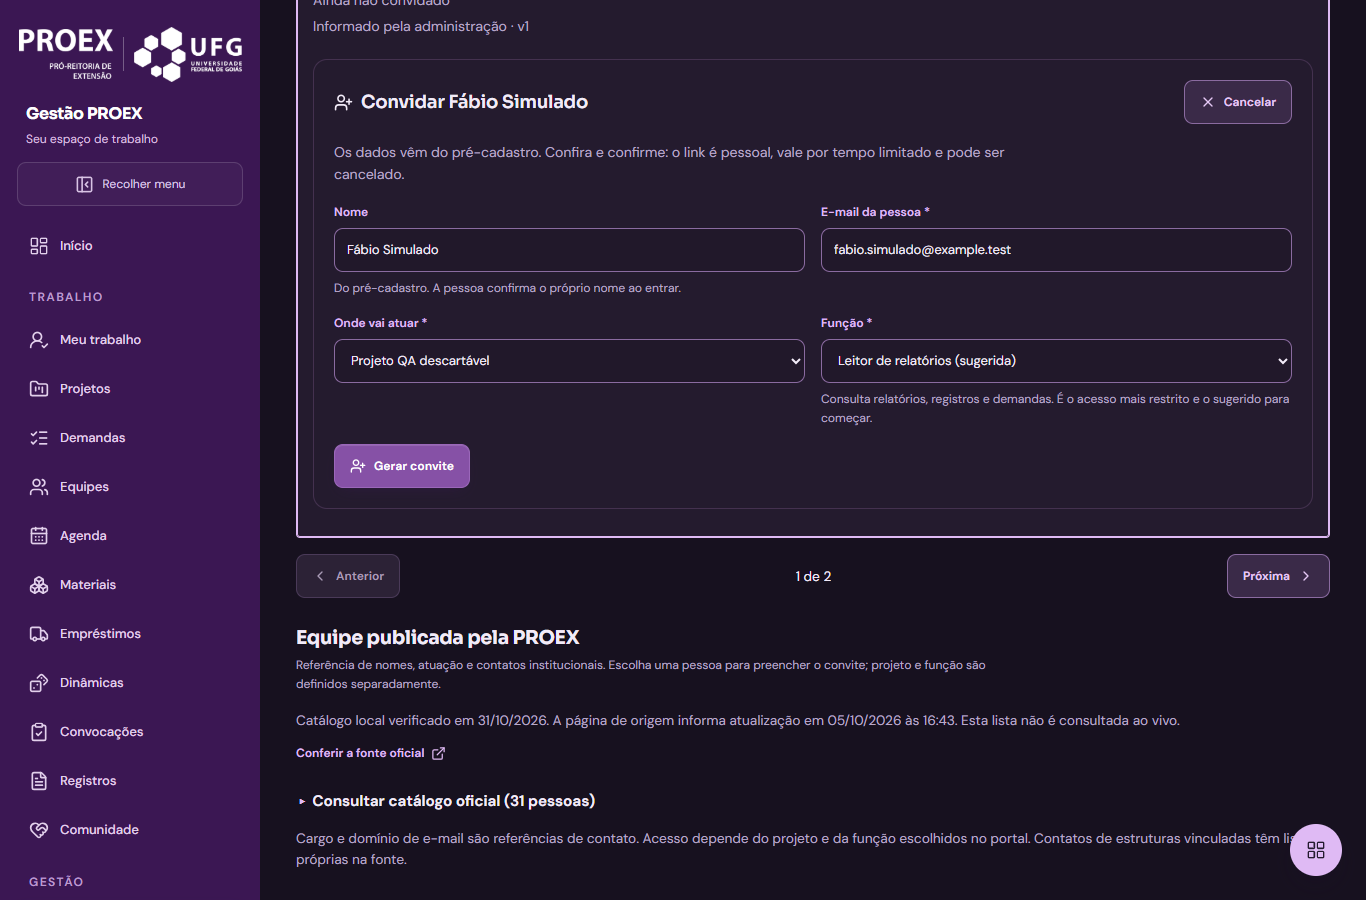 PROEX
PRÓ-REITORIA DE
EXTENSÃO
UFG
UNIVERSIDADE
FEDERAL DE GOIÁS
Gestão PROEX
Seu espaço de trabalho
Recolher menu
Início
TRABALHO
Meu trabalho
Projetos
Demandas
Equipes
Agenda
Materiais
Empréstimos
Dinâmicas
Convocações
Registros
Comunidade
GESTÃO
Ainda não convidado
Informado pela administração · v1
Convidar Fábio Simulado
Cancelar
Os dados vêm do pré-cadastro. Confira e confirme: o link é pessoal, vale por tempo limitado e pode ser
cancelado.
Nome
E-mail da pessoa *
Fábio Simulado
fabio.simulado@example.test
Do pré-cadastro. A pessoa confirma o próprio nome ao entrar.
Onde vai atuar *
Função *
Projeto QA descartável
Leitor de relatórios (sugerida)
Consulta relatórios, registros e demandas. É o acesso mais restrito e o sugerido para
começar.
Gerar convite
Anterior
1 de 2
Próxima
Equipe publicada pela PROEX
Referência de nomes, atuação e contatos institucionais. Escolha uma pessoa para preencher o convite; projeto e função são
definidos separadamente.
Catálogo local verificado em 31/10/2026. A página de origem informa atualização em 05/10/2026 às 16:43. Esta lista não é consultada ao vivo.
Conferir a fonte oficial
Consultar catálogo oficial (31 pessoas)
Cargo e domínio de e-mail são referências de contato. Acesso depende do projeto e da função escolhidos no portal. Contatos de estruturas vinculadas têm
próprias na fonte.